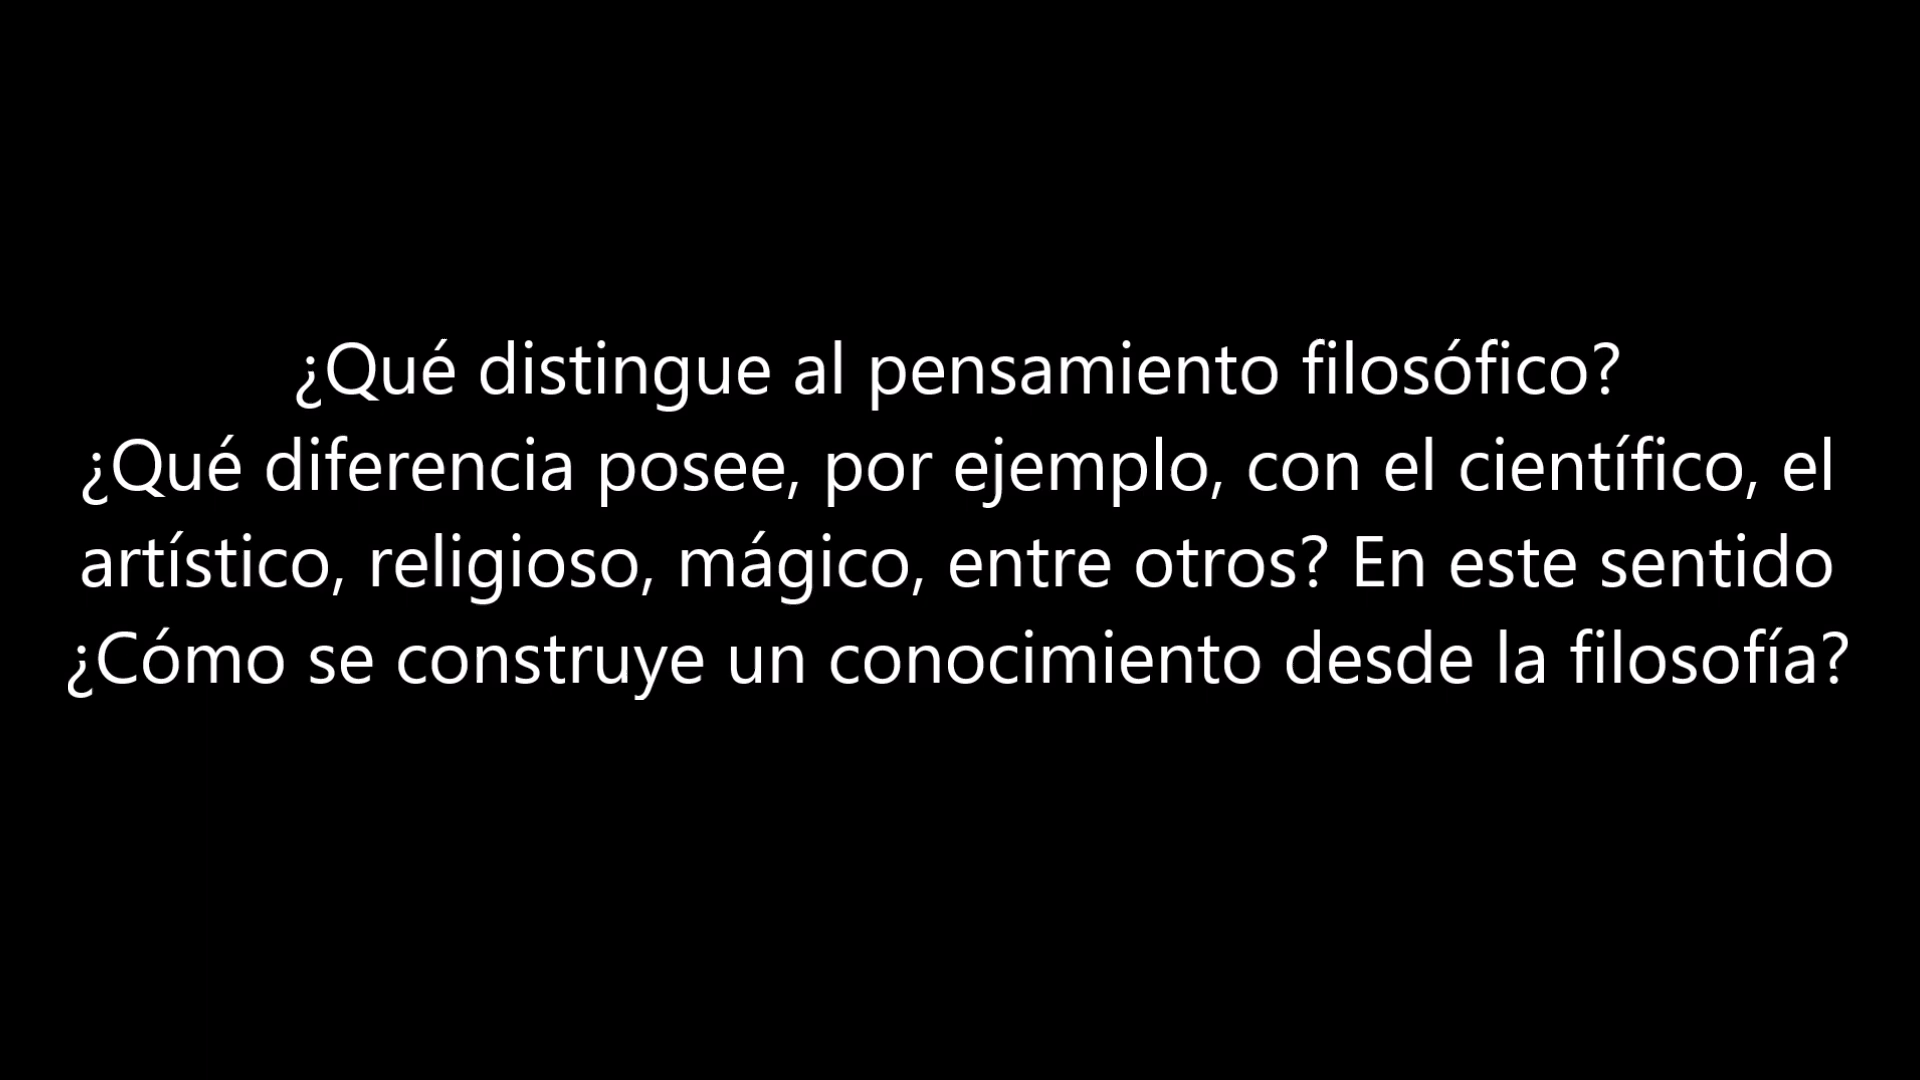 ¿Qué distingue al pensamiento filosófico?
¿Qué diferencia posee, por ejemplo, con el científico, el
artístico, religioso, mágico, entre otros? En este sentido
¿Cómo se construye un conocimiento desde la filosofía?